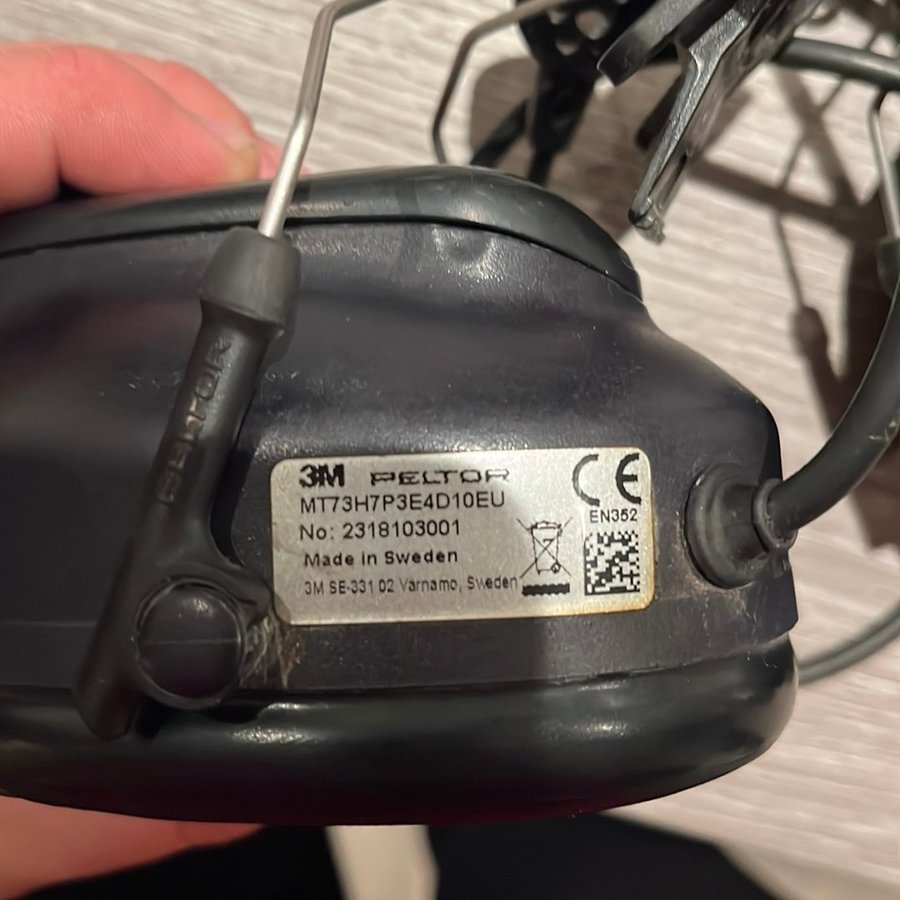 PELTOR
3M PELTOR
MT73H7P3E4D10EU
No: 2318103001
Made in Sweden
3M SE-331 02 Värnamo, Sweden
CE
EN352